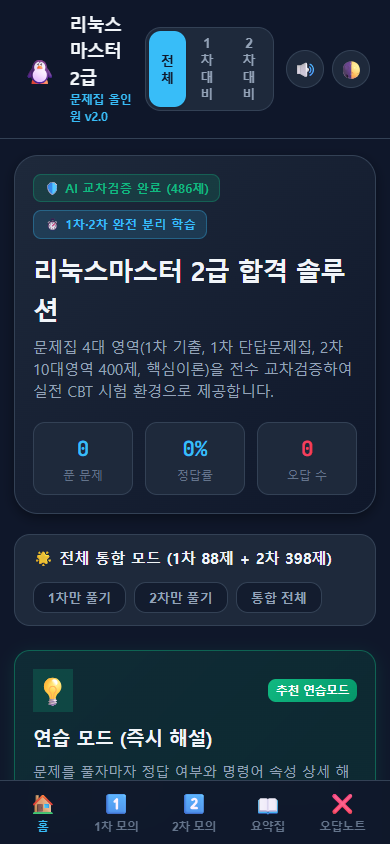 리눅스
마스터
2급
문제집 올인
원 v2.0
전
체
1
차
대
비
2
차
대
비
AI 교차검증 완료 (486제)
1차·2차 완전 분리 학습
리눅스마스터 2급 합격 솔루
션
문제집 4대 영역(1차 기출, 1차 단답문제집, 2차
10대영역 400제, 핵심이론)을 전수 교차검증하여
실전 CBT 시험 환경으로 제공합니다.
0
푼 문제
0%
정답률
0
오답 수
전체 통합 모드 (1차 88제 + 2차 398제)
1차만 풀기
2차만 풀기
통합 전체
추천 연습모드
연습 모드 (즉시 해설)
문제를 풀자마자 정답 여부와 명령어 속성 상세 해
홈
1
1차 모의
2
2차 모의
요약집
오답노트